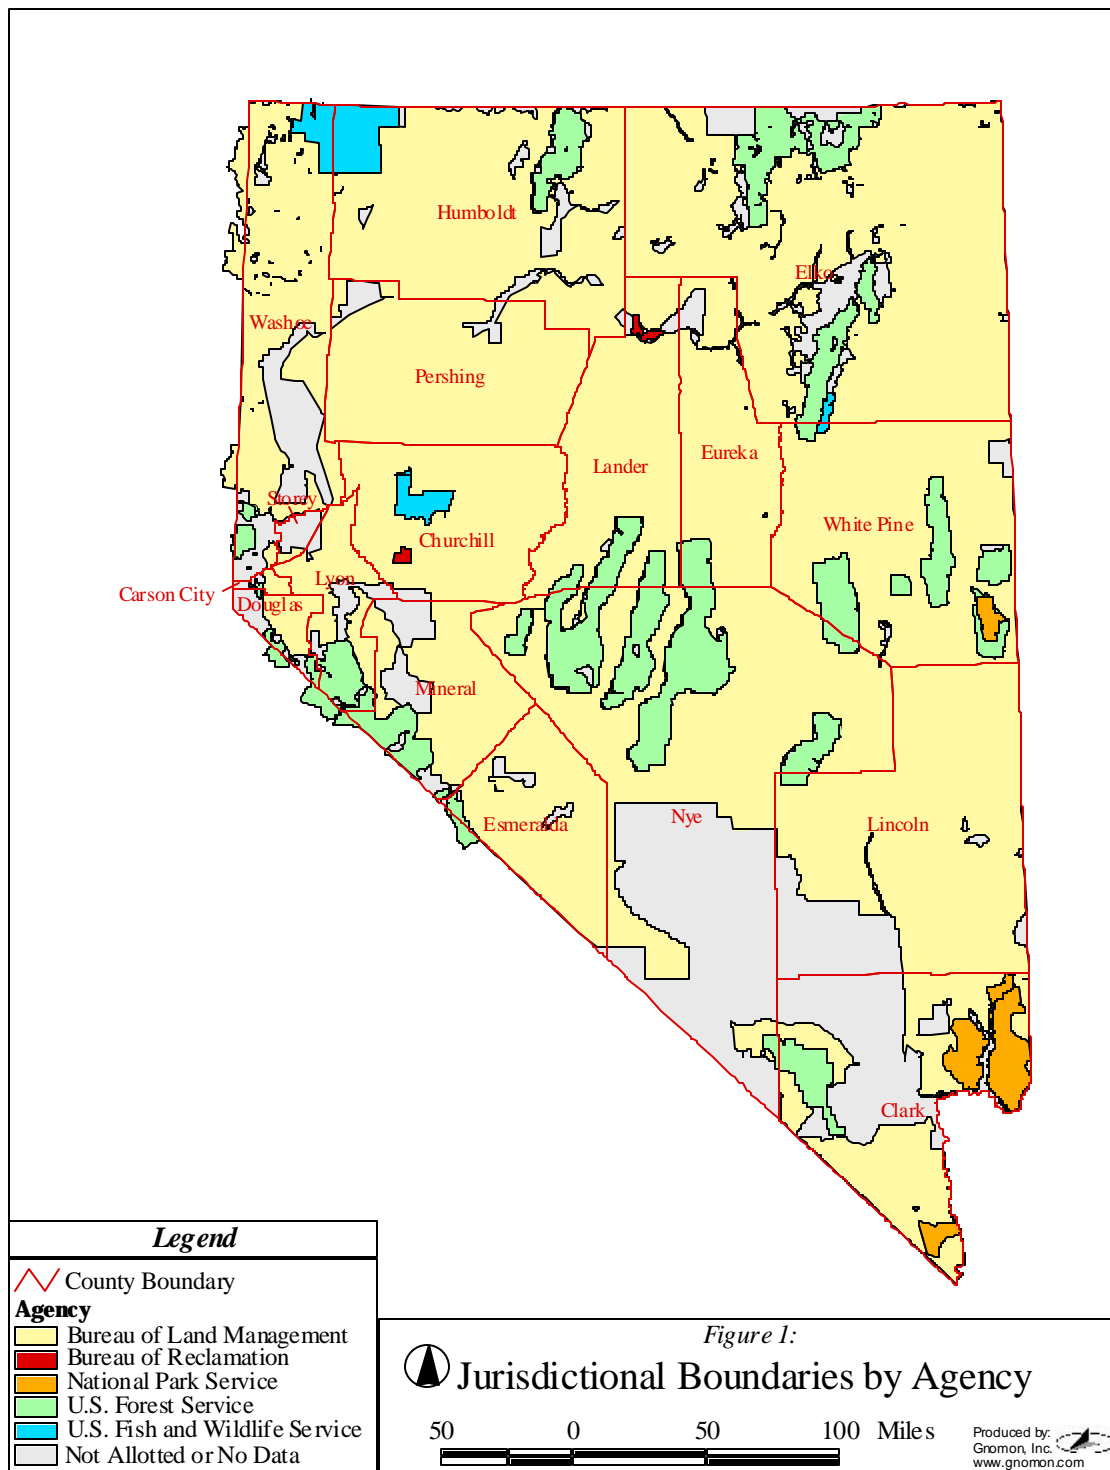 Humboldt
Elko
Washoe
Pershing
Lander
Eureka
Storey
White Pine
Churchill
Lyon
Carson City
Douglas
Mineral
Nye
Esmeralda
Lincoln
Clark
Legend
County Boundary
Agency
Bureau of Land Management
Bureau of Reclamation
National Park Service
U.S. Forest Service
U.S. Fish and Wildlife Service
Not Allotted or No Data
Figure 1:
Jurisdictional Boundaries by Agency
50 0 50 100 Miles
Produced by:
Gnomon, Inc.
www.gnomon.com